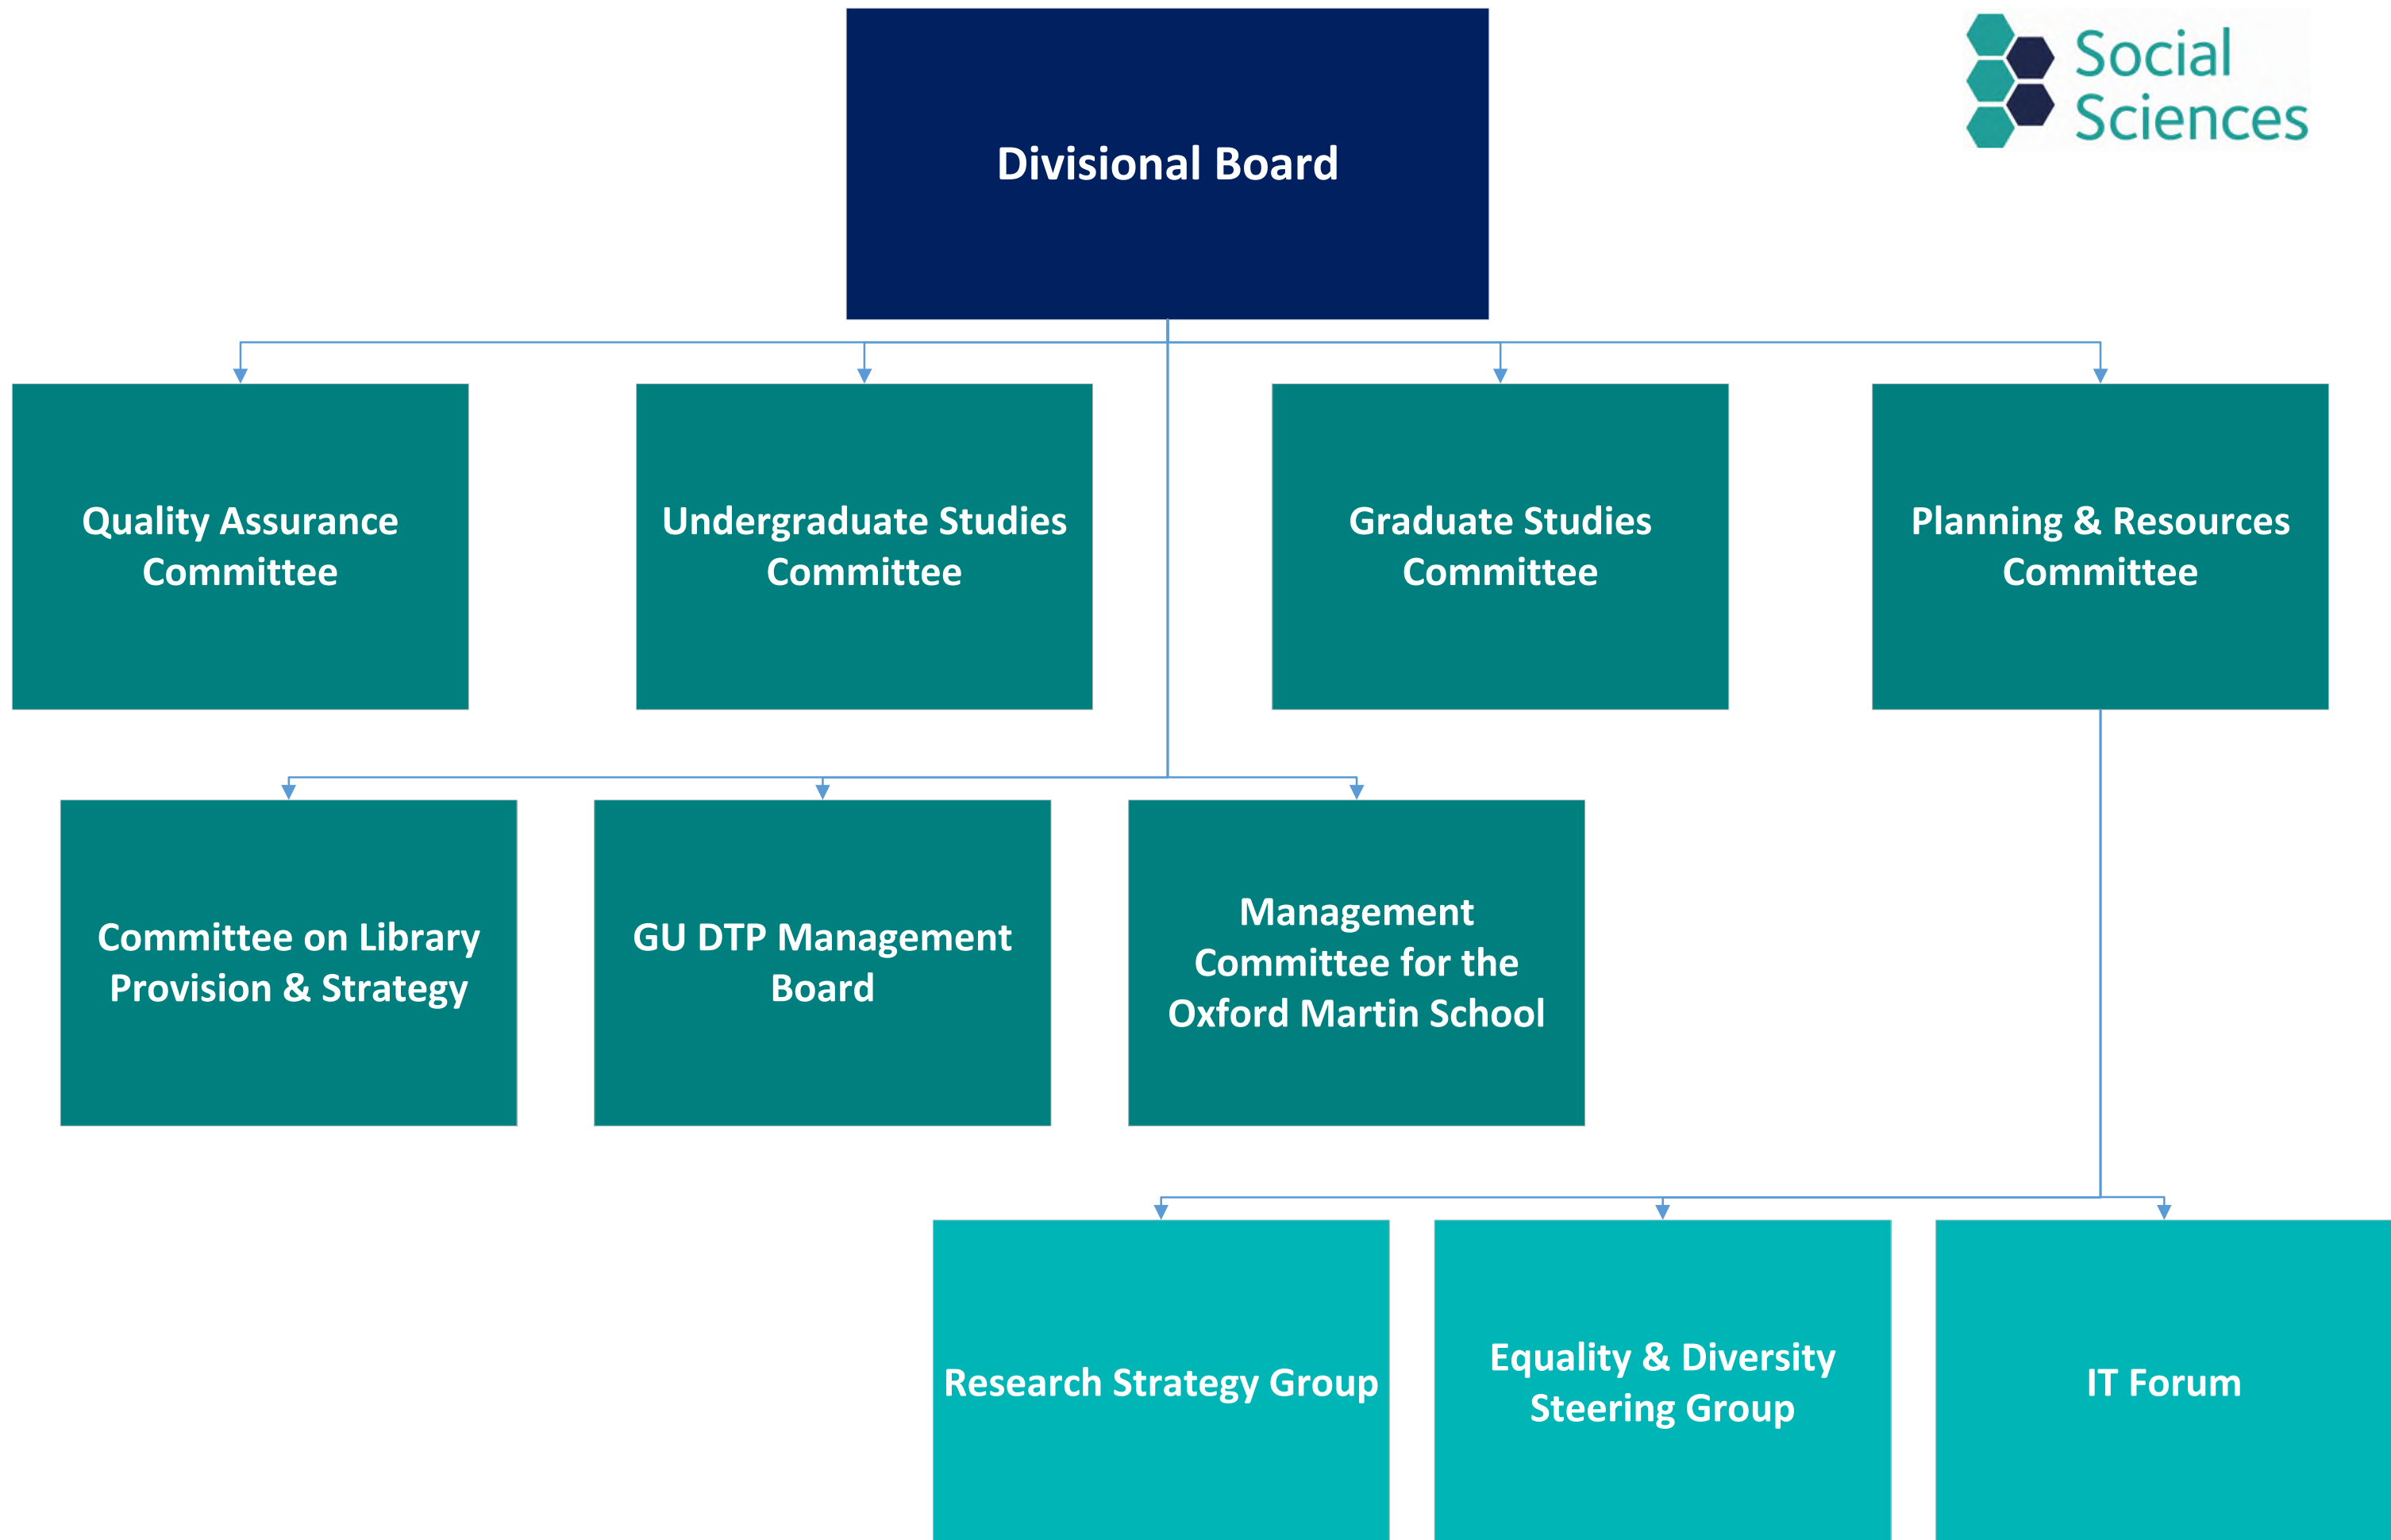 Social
Sciences
Divisional Board
Quality Assurance
Committee
Undergraduate Studies
Committee
Graduate Studies
Committee
Planning & Resources
Committee
Committee on Library
Provision & Strategy
GU DTP Management
Board
Management
Committee for the
Oxford Martin School
Research Strategy Group
Equality & Diversity
Steering Group
IT Forum